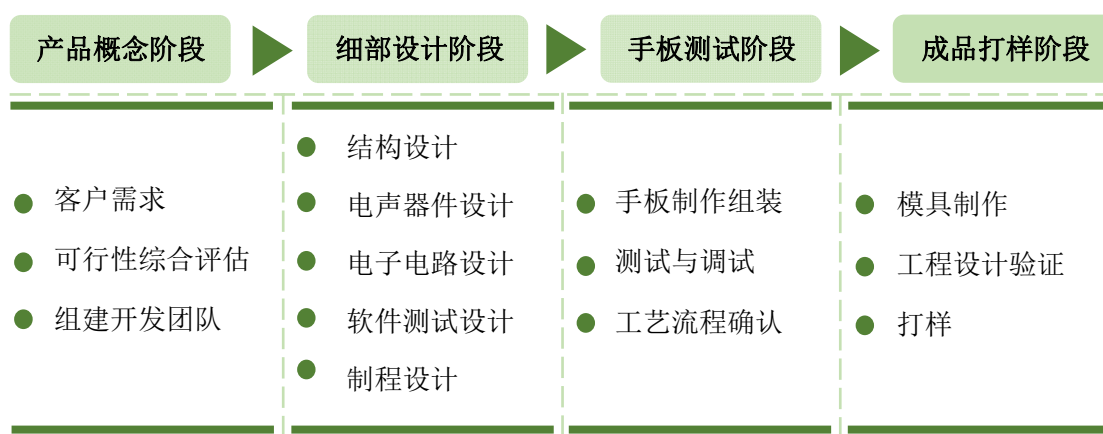 产品概念阶段
细部设计阶段
手板测试阶段
成品打样阶段
客户需求
可行性综合评估
组建开发团队
结构设计
电声器件设计
电子电路设计
软件测试设计
制程设计
手板制作组装
测试与调试
工艺流程确认
模具制作
工程设计验证
打样